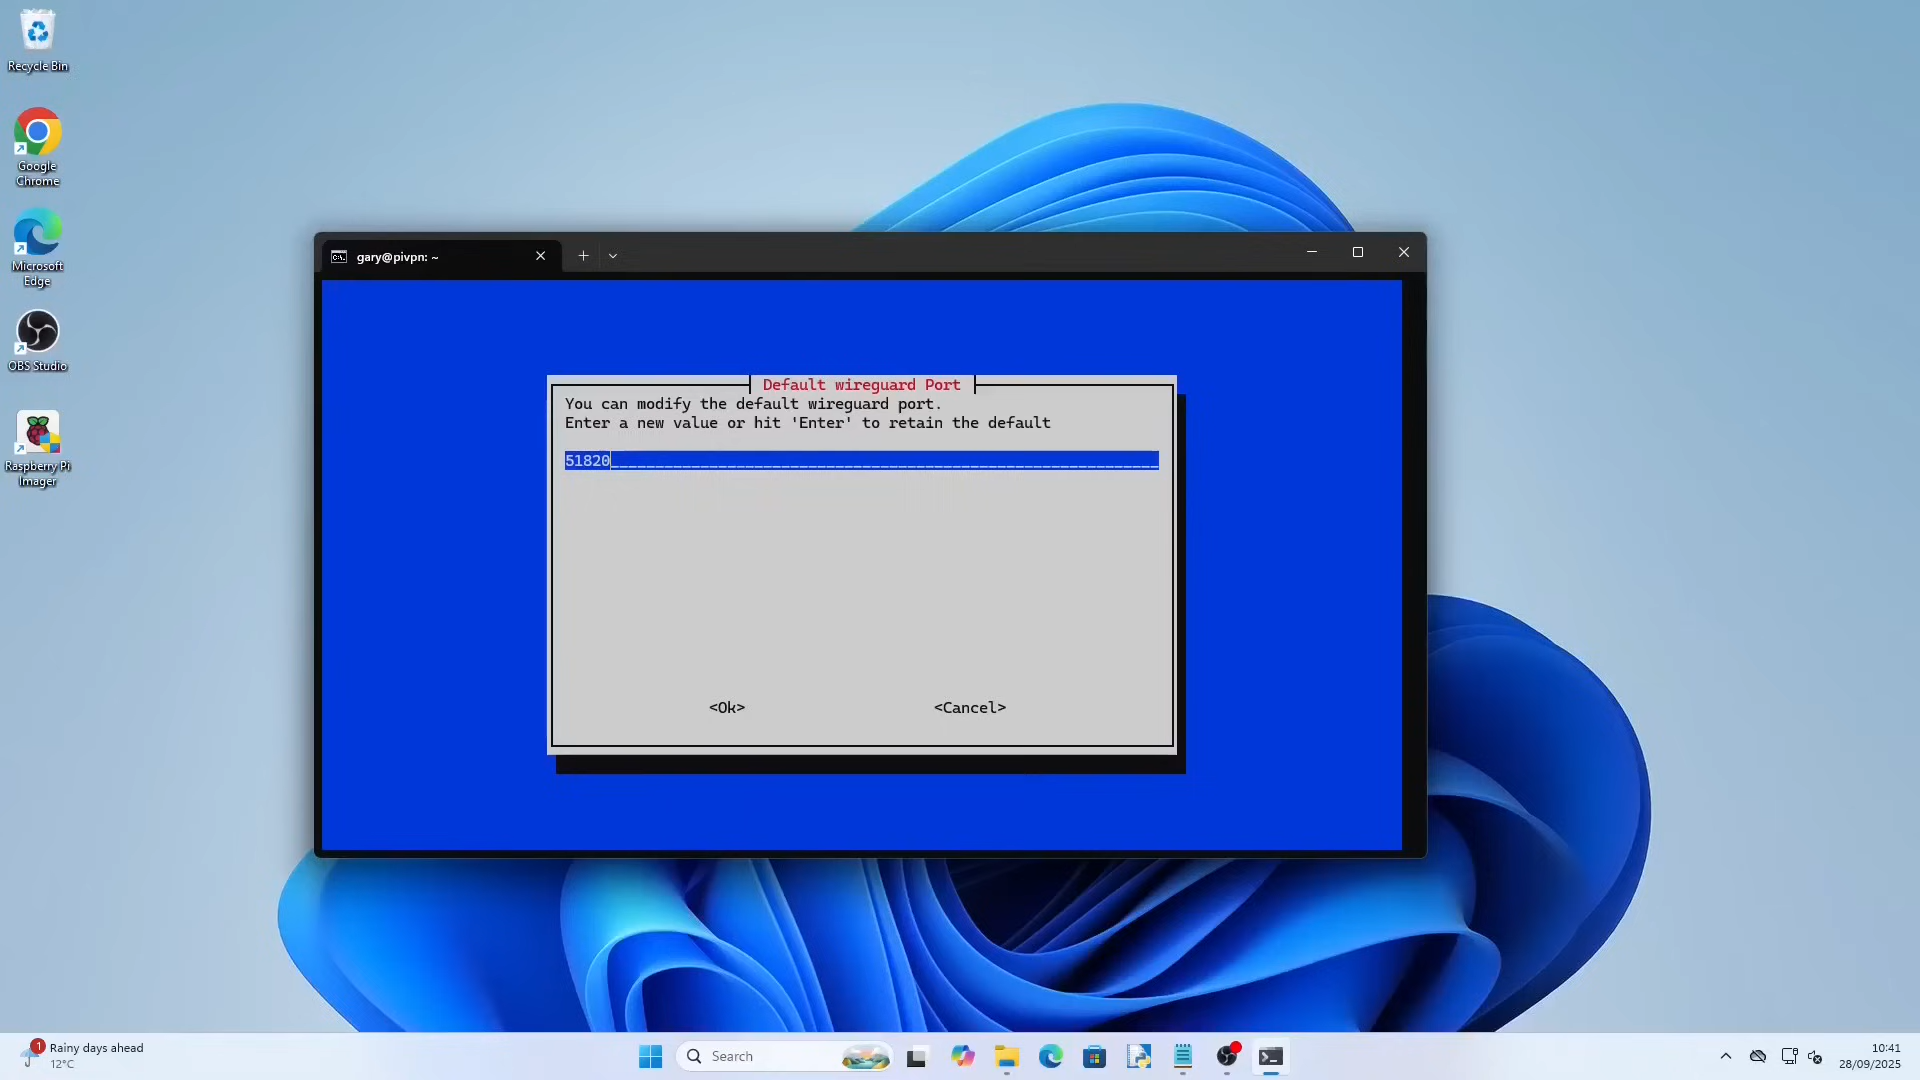 Recycle Bin
Google
Chrome
Microsoft
Edge
OBS Studio
Raspberry Pi
Imager
gary@pivpn: ~
Default wireguard Port
You can modify the default wireguard port.
Enter a new value or hit 'Enter' to retain the default
51820
<Ok>
<Cancel>
1
Rainy days ahead
12°C
Search
10:41
28/09/2025